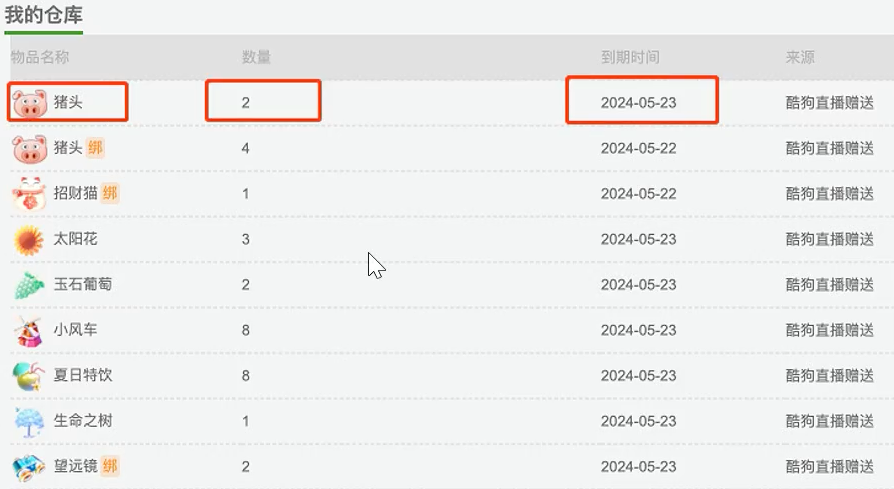 我的仓库
物品名称 数量 到期时间 来源
猪头 2 2024-05-23 酷狗直播赠送
猪头 绑 4 2024-05-22 酷狗直播赠送
招财猫 绑 1 2024-05-22 酷狗直播赠送
太阳花 3 2024-05-23 酷狗直播赠送
玉石葡萄 2 2024-05-23 酷狗直播赠送
小风车 8 2024-05-23 酷狗直播赠送
夏日特饮 8 2024-05-23 酷狗直播赠送
生命之树 1 2024-05-23 酷狗直播赠送
望远镜 绑 2 2024-05-23 酷狗直播赠送